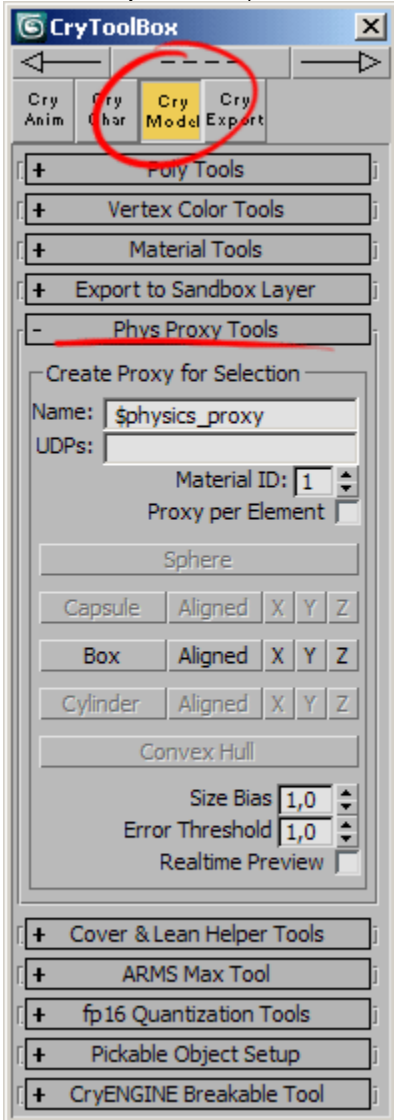 CryToolBox
Cry Anim
Cry Char
Cry Model
Cry Export
+ Poly Tools
+ Vertex Color Tools
+ Material Tools
+ Export to Sandbox Layer
- Phys Proxy Tools
Create Proxy for Selection
Name: $physics_proxy
UDPs:
Material ID: 1
Proxy per Element
Sphere
Capsule Aligned X Y Z
Box Aligned X Y Z
Cylinder Aligned X Y Z
Convex Hull
Size Bias 1,0
Error Threshold 1,0
Realtime Preview
+ Cover & Lean Helper Tools
+ ARMS Max Tool
+ fp16 Quantization Tools
+ Pickable Object Setup
+ CryENGINE Breakable Tool